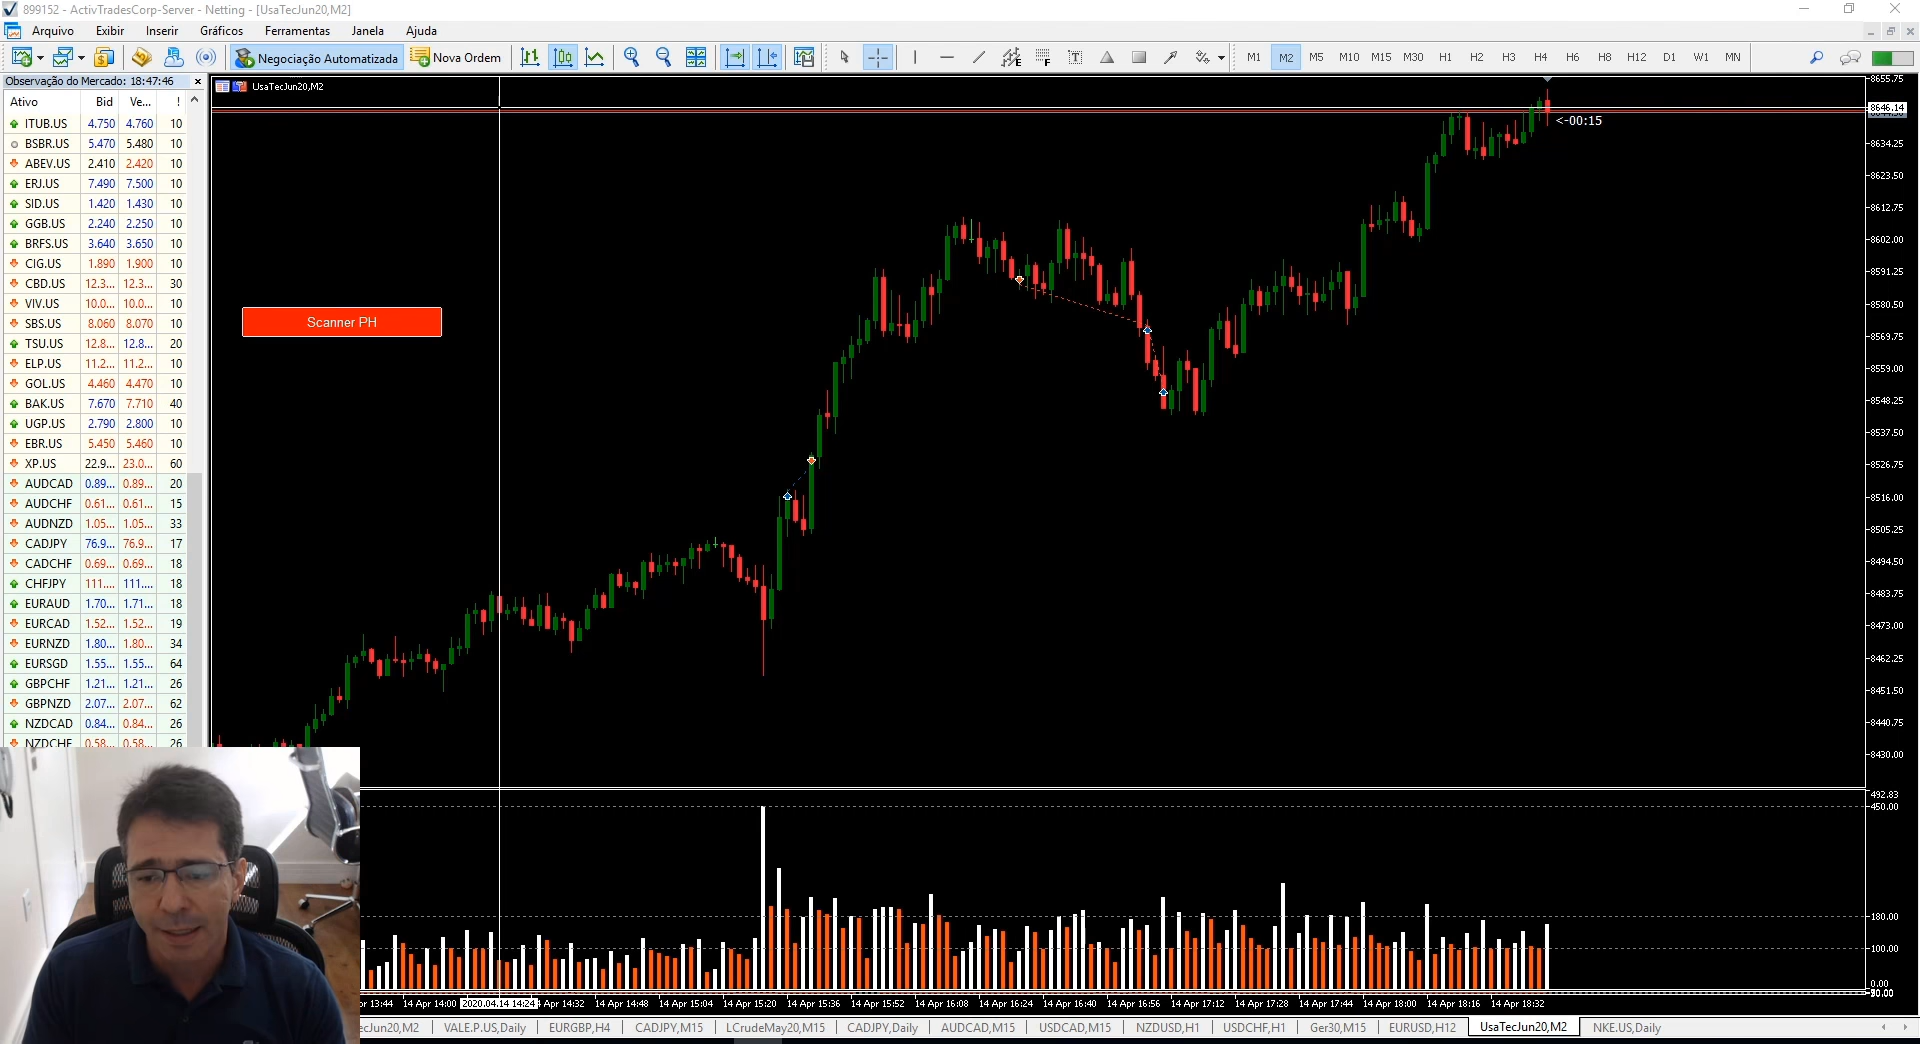 899152 - ActivTradesCorp-Server - Netting - [UsaTecJun20,M2]
Arquivo Exibir Inserir Gráficos Ferramentas Janela Ajuda
Negociação Automatizada Nova Ordem M1 M2 M5 M10 M15 M30 H1 H2 H3 H4 H6 H8 H12 D1 W1 MN
Observação do Mercado: 18:47:46
Ativo Bid Ve... !
ITUB.US 4.750 4.760 10
BSBR.US 5.470 5.480 10
ABEV.US 2.410 2.420 10
ERJ.US 7.490 7.500 10
SID.US 1.420 1.430 10
GGB.US 2.240 2.250 10
BRFS.US 3.640 3.650 10
CIG.US 1.890 1.900 10
CBD.US 12.3... 12.3... 30
VIV.US 10.0... 10.0... 10
SBS.US 8.060 8.070 10
TSU.US 12.8... 12.8... 20
ELP.US 11.2... 11.2... 10
GOL.US 4.460 4.470 10
BAK.US 7.670 7.710 40
UGP.US 2.790 2.800 10
EBR.US 5.450 5.460 10
XP.US 22.9... 23.0... 60
AUDCAD 0.89... 0.89... 20
AUDCHF 0.61... 0.61... 15
AUDNZD 1.05... 1.05... 33
CADJPY 76.9... 76.9... 17
CADCHF 0.69... 0.69... 18
CHFJPY 111.... 111.... 18
EURAUD 1.70... 1.71... 18
EURCAD 1.52... 1.52... 19
EURNZD 1.80... 1.80... 34
EURSGD 1.55... 1.55... 64
GBPCHF 1.21... 1.21... 26
GBPNZD 2.07... 2.07... 62
NZDCAD 0.84... 0.84... 26
NZDCHF 0.58... 0.58... 26
UsaTecJun20,M2
Scanner PH
<-00:15
8655.75
8646.14
8634.25
8623.50
8612.75
8602.00
8591.25
8580.50
8569.75
8559.00
8548.25
8537.50
8526.75
8516.00
8505.25
8494.50
8483.75
8473.00
8462.25
8451.50
8440.75
8430.00
492.83
450.00
180.00
100.00
0.00
Apr 13:44 14 Apr 14:00 2020.04.14 14:24 Apr 14:32 14 Apr 14:48 14 Apr 15:04 14 Apr 15:20 14 Apr 15:36 14 Apr 15:52 14 Apr 16:08 14 Apr 16:24 14 Apr 16:40 14 Apr 16:56 14 Apr 17:12 14 Apr 17:28 14 Apr 17:44 14 Apr 18:00 14 Apr 18:16 14 Apr 18:32
ecJun20,M2 VALE.P.US,Daily EURGBP,H4 CADJPY,M15 LCrudeMay20,M15 CADJPY,Daily AUDCAD,M15 USDCAD,M15 NZDUSD,H1 USDCHF,H1 Ger30,M15 EURUSD,H12 UsaTecJun20,M2 NKE.US,Daily